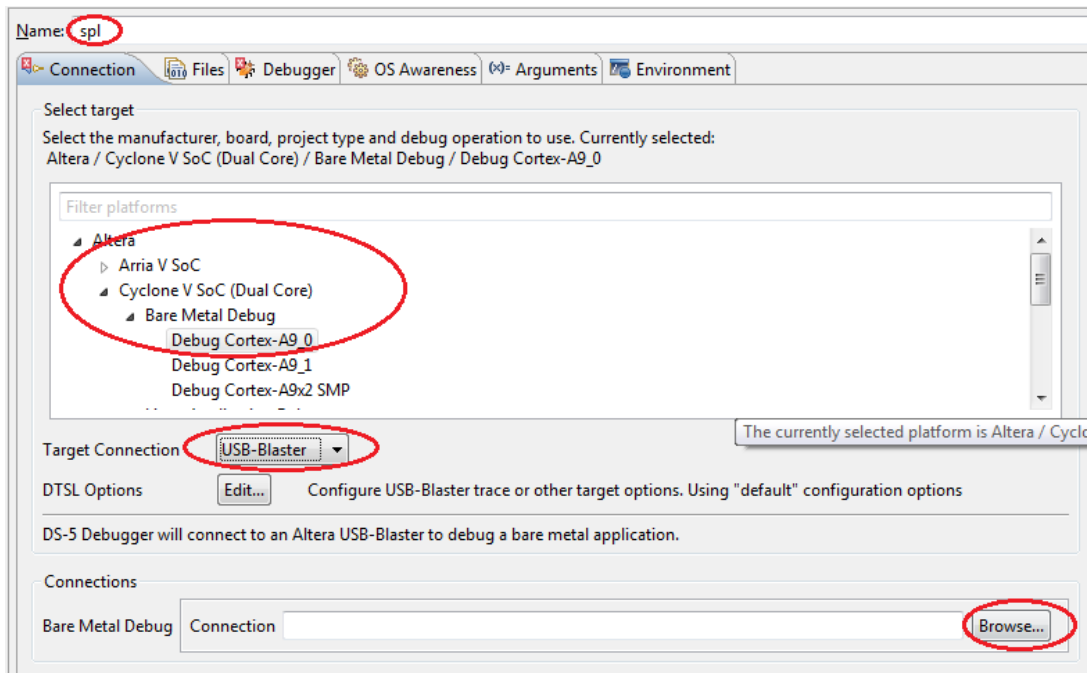 Name: spl
Connection Files Debugger OS Awareness (x)= Arguments Environment
Select target
Select the manufacturer, board, project type and debug operation to use. Currently selected:
Altera / Cyclone V SoC (Dual Core) / Bare Metal Debug / Debug Cortex-A9_0
Filter platforms
Altera
Arria V SoC
Cyclone V SoC (Dual Core)
Bare Metal Debug
Debug Cortex-A9_0
Debug Cortex-A9_1
Debug Cortex-A9x2 SMP
The currently selected platform is Altera / Cyclo
Target Connection USB-Blaster
DTSL Options Edit... Configure USB-Blaster trace or other target options. Using "default" configuration options
DS-5 Debugger will connect to an Altera USB-Blaster to debug a bare metal application.
Connections
Bare Metal Debug Connection Browse...